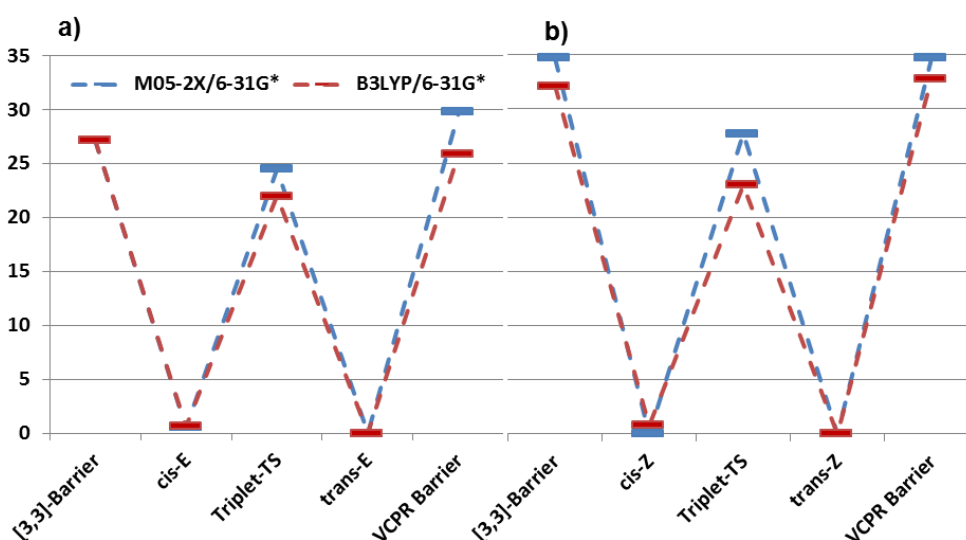 a)
b)
M05-2X/6-31G*
B3LYP/6-31G*
35
30
25
20
15
10
5
0
[3,3]-Barrier
cis-E
Triplet-TS
trans-E
VCPR Barrier
[3,3]-Barrier
cis-Z
Triplet-TS
trans-Z
VCPR Barrier